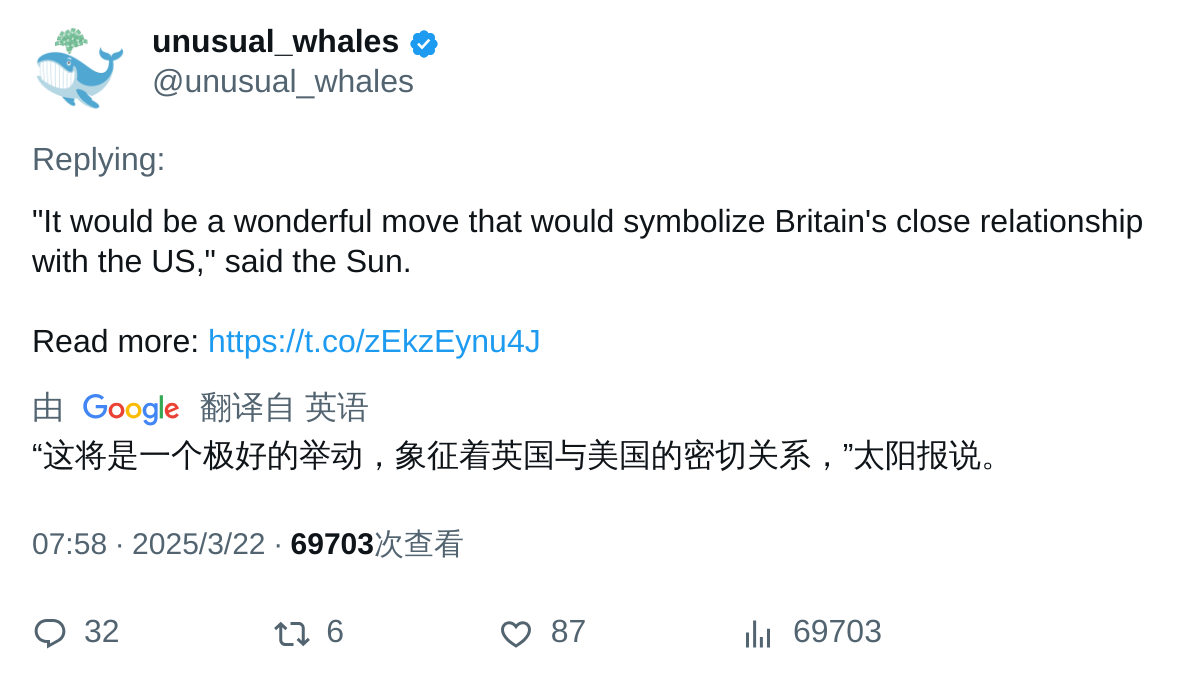 unusual_whales
@unusual_whales
Replying:
"It would be a wonderful move that would symbolize Britain's close relationship
with the US," said the Sun.
Read more: https://t.co/zEkzEynu4J
由 Google 翻译自 英语
“这将是一个极好的举动，象征着英国与美国的密切关系，”太阳报说。
07:58 · 2025/3/22 · 69703次查看
32 6 87 69703